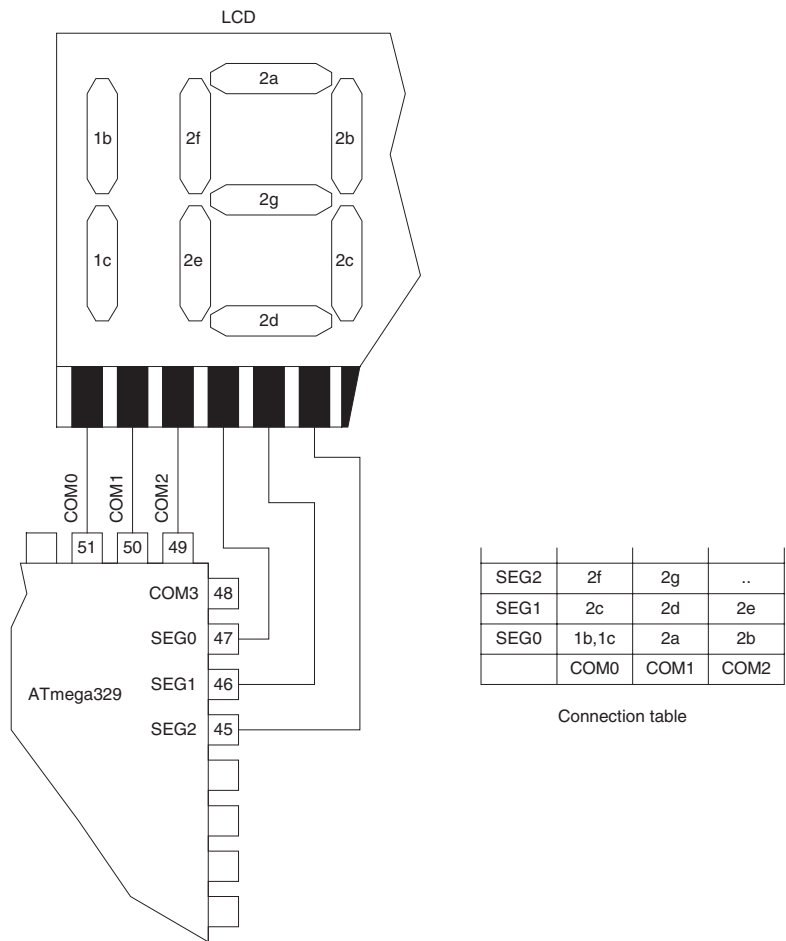 LCD
2a
1b 2f 2b
2g
1c 2e 2c
2d
COM0 COM1 COM2
51 50 49
COM3 48
SEG0 47
SEG1 46
ATmega329
SEG2 45
SEG2 2f 2g ..
SEG1 2c 2d 2e
SEG0 1b,1c 2a 2b
COM0 COM1 COM2
Connection table